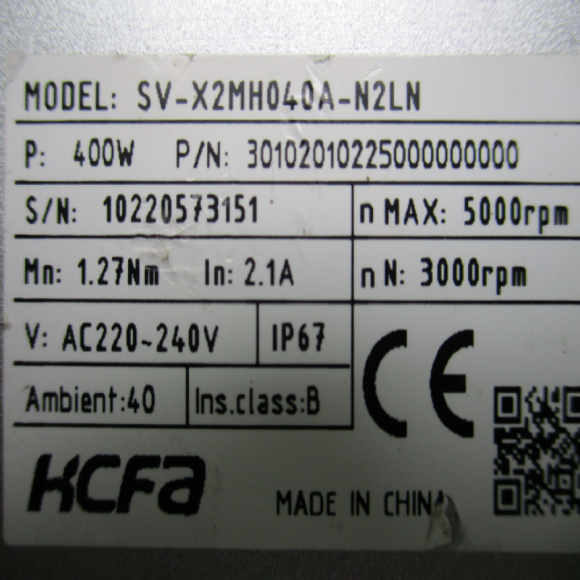 MODEL: SV-X2MH040A-N2LN
P: 400W P/N: 30102010225000000000
S/N: 10220573151 n MAX: 5000rpm
Mn: 1.27Nm In: 2.1A n N: 3000rpm
V: AC220~240V IP67 CE
Ambient:40 Ins.class:B
HCFA MADE IN CHINA